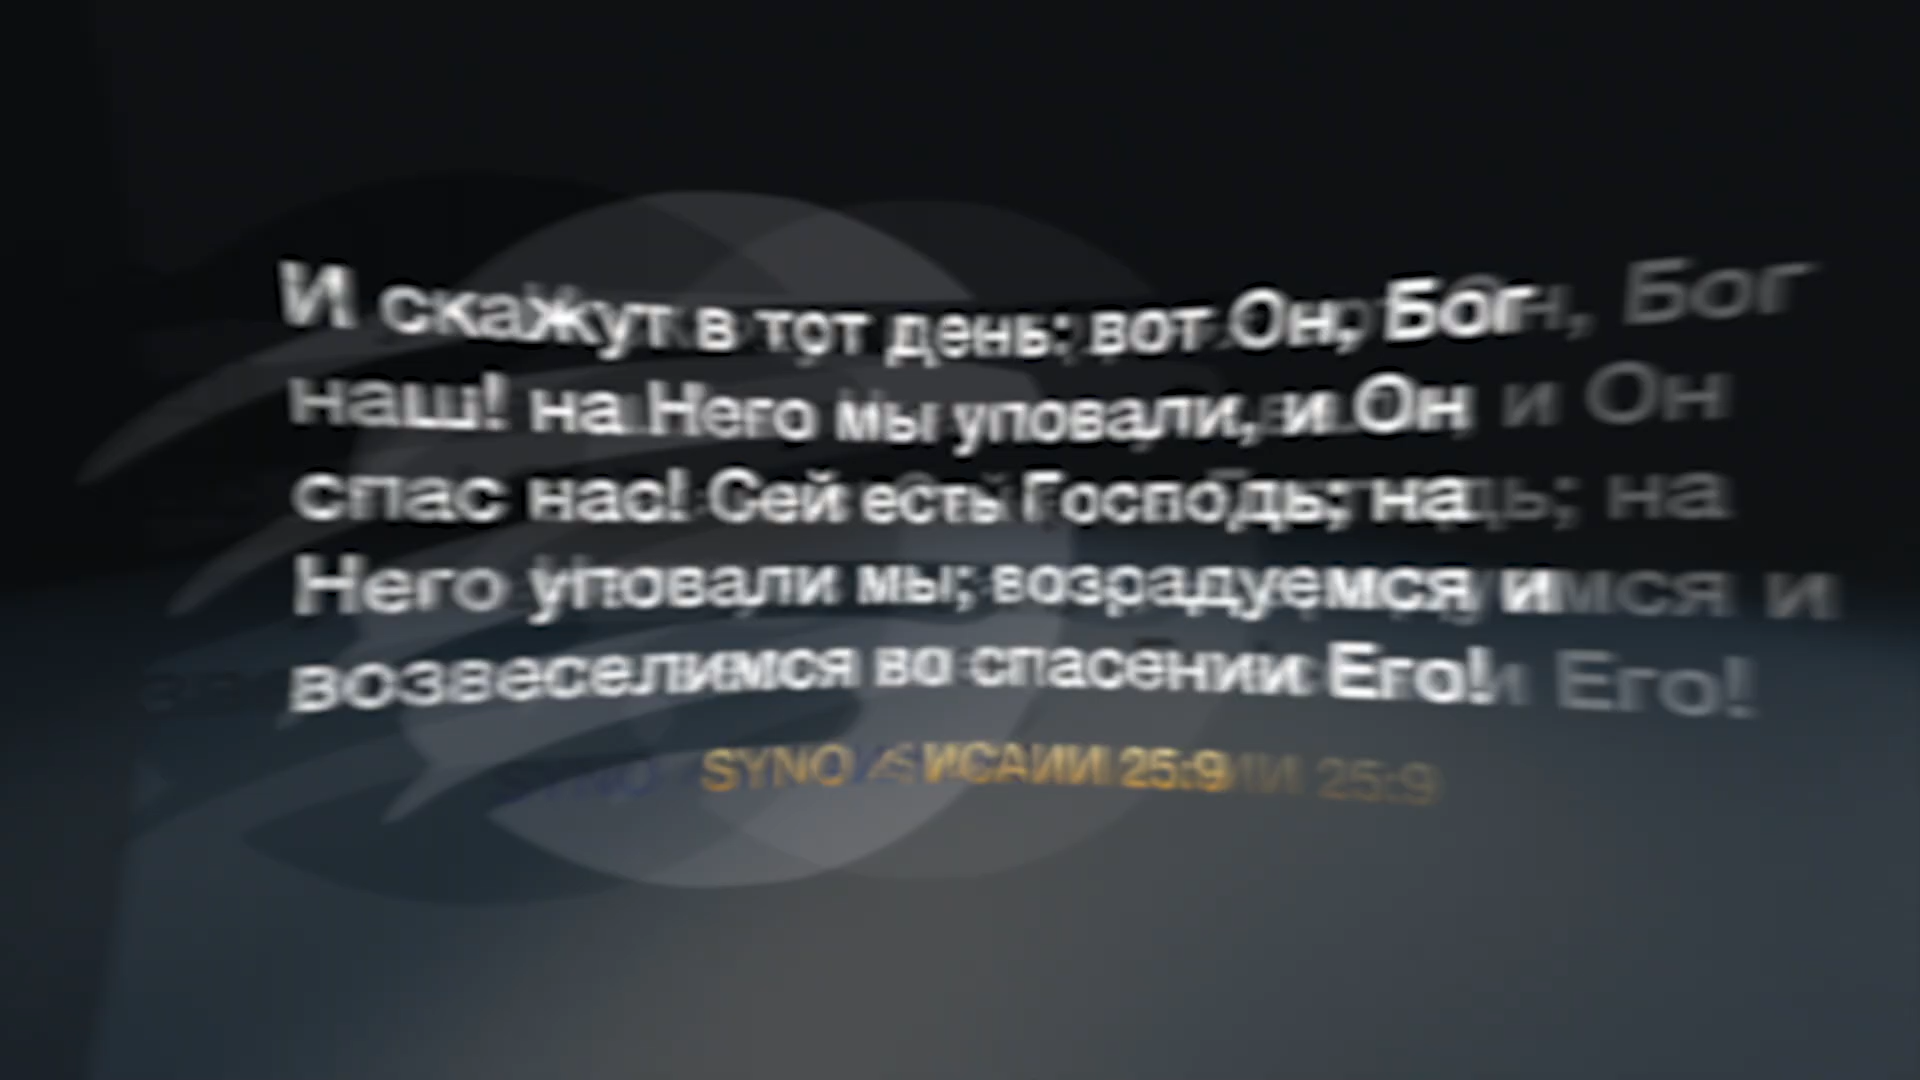 И скажут в тот день: вот Он, Бог
наш! на Него мы уповали, и Он
спас нас! Сей есть Господь; на
Него уповали мы; возрадуемся и
возвеселимся во спасении Его!
SYNO ИСАИИ 25:9